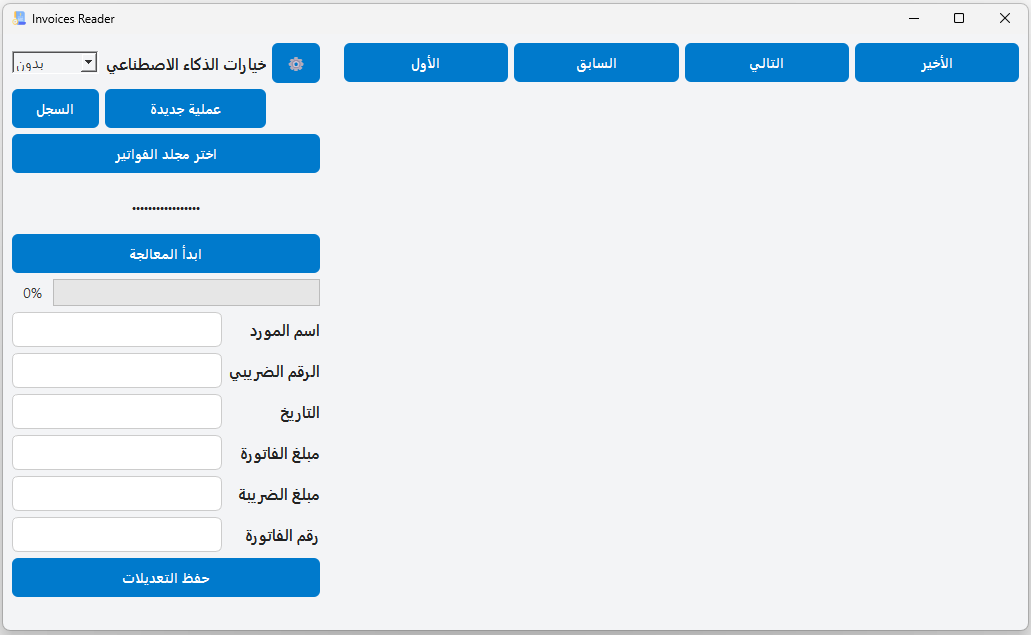 Invoices Reader
خيارات الذكاء الاصطناعي
بدون
الأول
السابق
التالي
الأخير
عملية جديدة
السجل
اختر مجلد الفواتير
.................
ابدأ المعالجة
0%
اسم المورد
الرقم الضريبي
التاريخ
مبلغ الفاتورة
مبلغ الضريبة
رقم الفاتورة
حفظ التعديلات